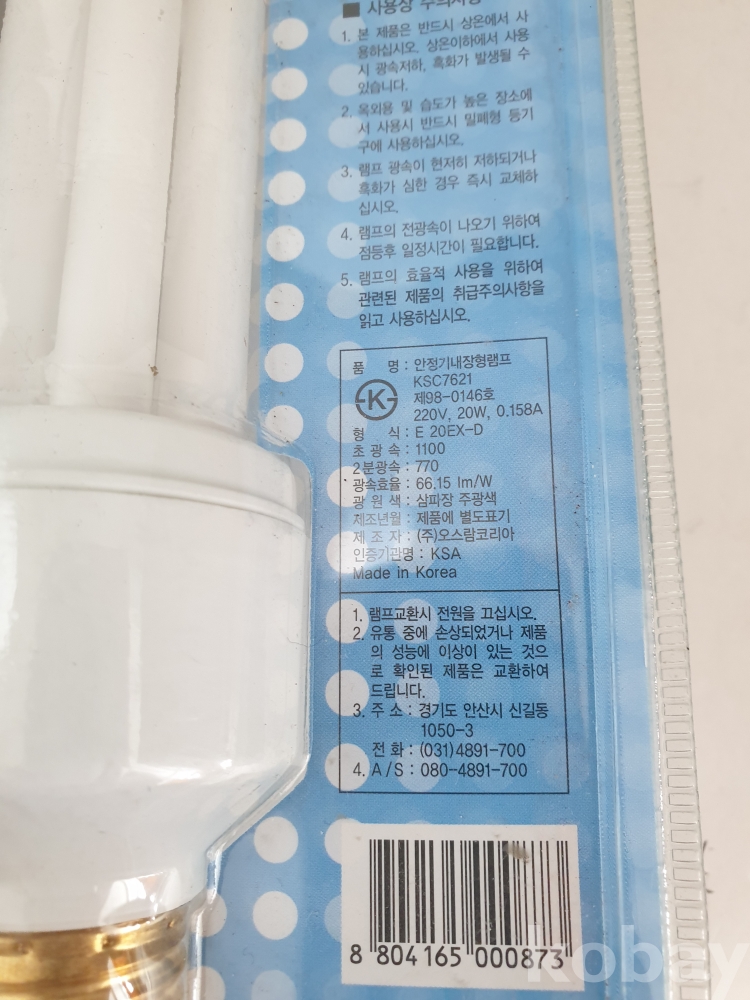 ■ 사용상 주의사항
1. 본 제품은 반드시 상온에서 사
용하십시오. 상온이하에서 사용
시 광속저하, 흑화가 발생될 수
있습니다.
2. 옥외용 및 습도가 높은 장소에
서 사용시 반드시 밀폐형 등기
구에 사용하십시오.
3. 램프 광속이 현저히 저하되거나
흑화가 심한 경우 즉시 교체하
십시오.
4. 램프의 전광속이 나오기 위하여
점등후 일정시간이 필요합니다.
5. 램프의 효율적 사용을 위하여
관련된 제품의 취급주의사항을
읽고 사용하십시오.
품 명 : 안정기내장형램프
KSC7621
K 제98-0146호
220V, 20W, 0.158A
형 식 : E 20EX-D
초 광 속 : 1100
2분광속 : 770
광속효율 : 66.15 lm/W
광 원 색 : 삼파장 주광색
제조년월 : 제품에 별도표기
제 조 자 : (주)오스람코리아
인증기관명 : KSA
Made in Korea
1. 램프교환시 전원을 끄십시오.
2. 유통 중에 손상되었거나 제품
의 성능에 이상이 있는 것으
로 확인된 제품은 교환하여
드립니다.
3. 주 소 : 경기도 안산시 신길동
1050-3
전 화 : (031)4891-700
4. A/S : 080-4891-700
8 804165 000873
kobay